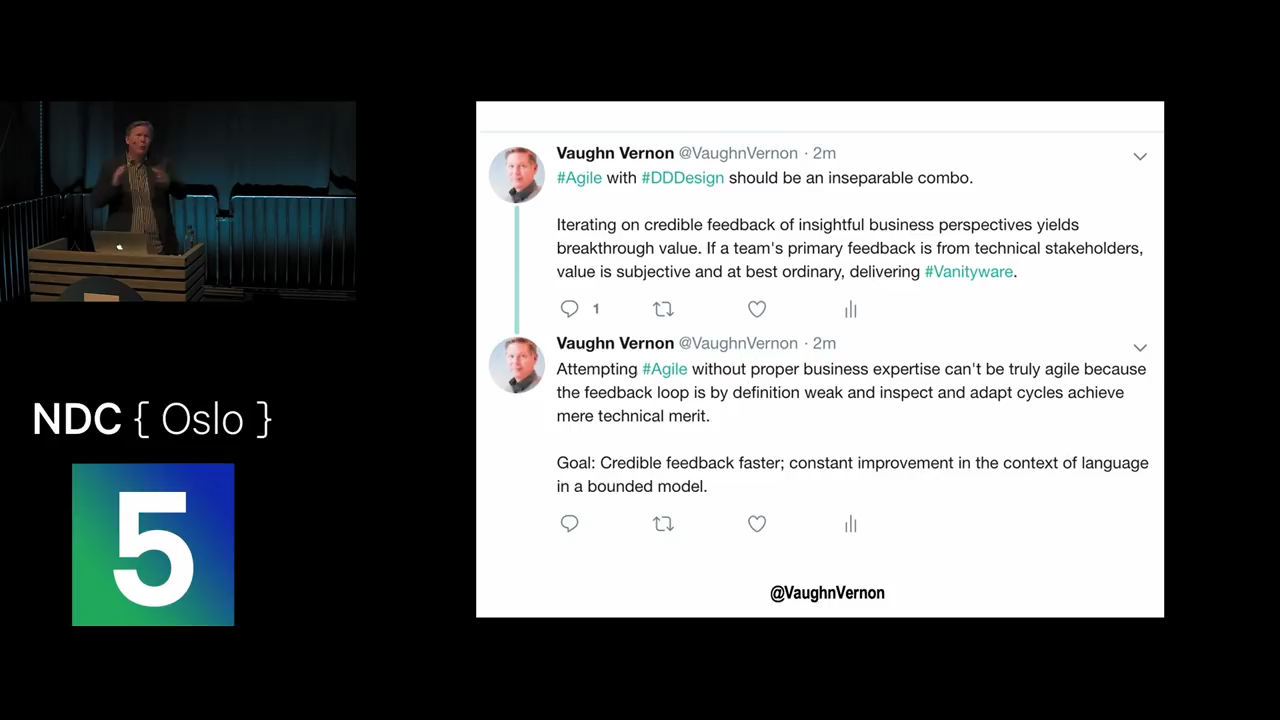 Vaughn Vernon @VaughnVernon · 2m
#Agile with #DDDesign should be an inseparable combo.
Iterating on credible feedback of insightful business perspectives yields
breakthrough value. If a team's primary feedback is from technical stakeholders,
value is subjective and at best ordinary, delivering #Vanityware.
1
Vaughn Vernon @VaughnVernon · 2m
Attempting #Agile without proper business expertise can't be truly agile because
the feedback loop is by definition weak and inspect and adapt cycles achieve
mere technical merit.
Goal: Credible feedback faster; constant improvement in the context of language
in a bounded model.
@VaughnVernon
NDC { Oslo }
5